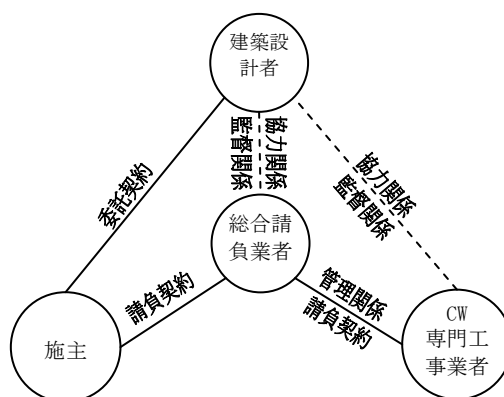 建築設
計者
協力関係
監督関係
協力関係
監督関係
委託契約
総合請
負業者
請負契約
管理関係
請負契約
施主
CW
専門工
事業者